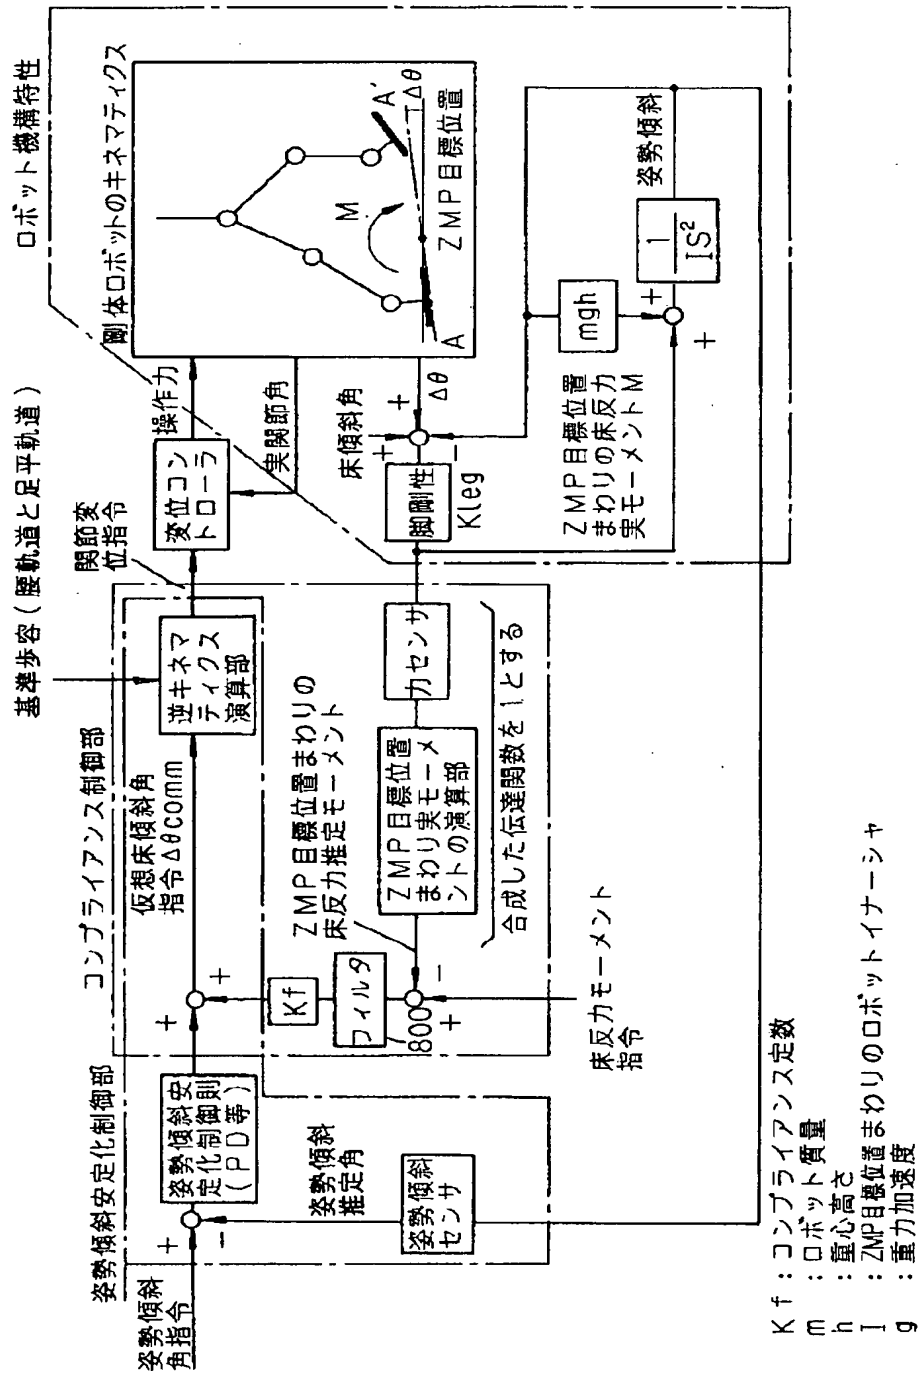 ロボット機構特性
剛体ロボットのキネマティクス
M
A
A'
Δθ
ZMP目標位置
基準歩容(腰軌道と足平軌道)
関節変
位指令
操作力
変位コン
トローラ
実関節角
Δθ
床傾斜角
+
+
-
脚剛性
Kleg
姿勢傾斜
1
IS²
mgh
+
+
ZMP目標位置
まわりの床反力
実モーメントM
コンプライアンス制御部
逆キネマ
ティクス
演算部
仮想床傾斜角
指令Δθcomm
+
+
Kf
フィルタ
800
ZMP目標位置まわりの
床反力推定モーメント
力センサ
ZMP目標位置
まわり実モーメ
ントの演算部
合成した伝達関数を1とする
-
+
床反力モーメント
指令
姿勢傾斜安定化制御部
姿勢傾斜安
定化制御則
(PD等)
姿勢傾斜
角指令
+
-
姿勢傾斜
推定角
姿勢傾斜
センサ
Kf:コンプライアンス定数
m:ロボット質量
h:重心高さ
I:ZMP目標位置まわりのロボットイナーシャ
g:重力加速度